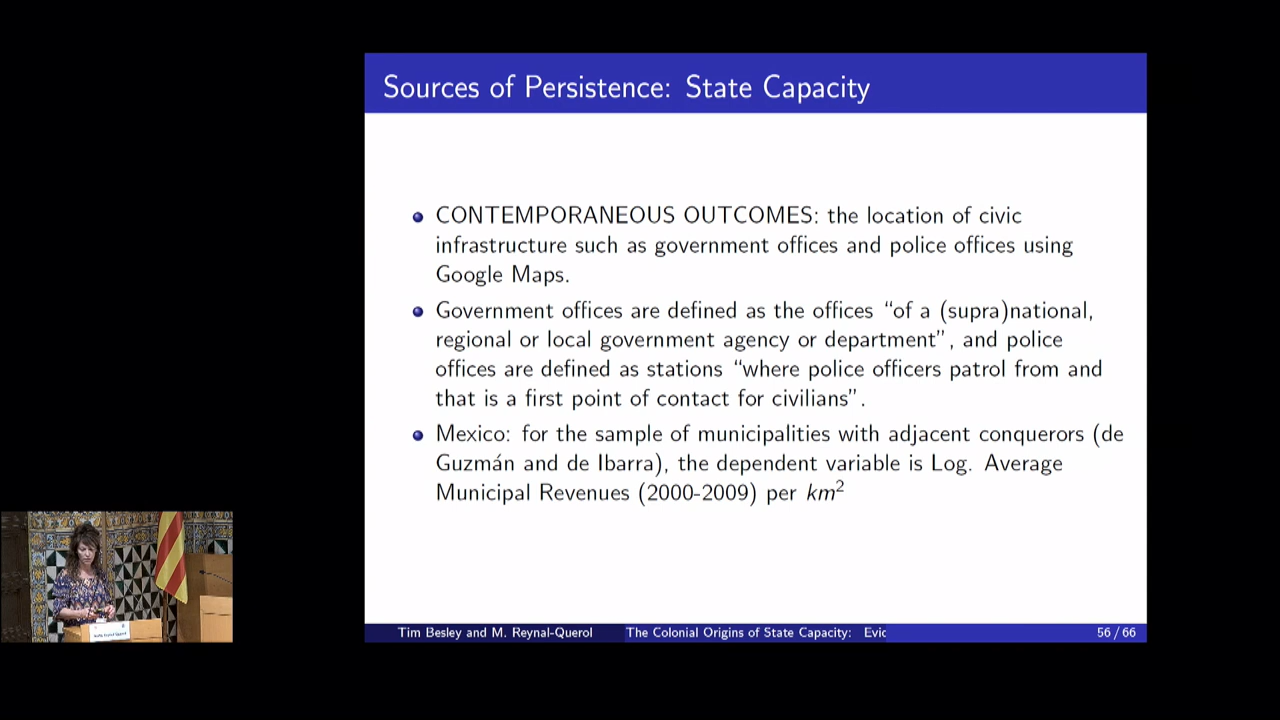 Sources of Persistence: State Capacity
CONTEMPORANEOUS OUTCOMES: the location of civic
infrastructure such as government offices and police offices using
Google Maps.
Government offices are defined as the offices “of a (supra)national,
regional or local government agency or department”, and police
offices are defined as stations “where police officers patrol from and
that is a first point of contact for civilians”.
Mexico: for the sample of municipalities with adjacent conquerors (de
Guzmán and de Ibarra), the dependent variable is Log. Average
Municipal Revenues (2000-2009) per km²
Tim Besley and M. Reynal-Querol
The Colonial Origins of State Capacity: Evic
56 / 66